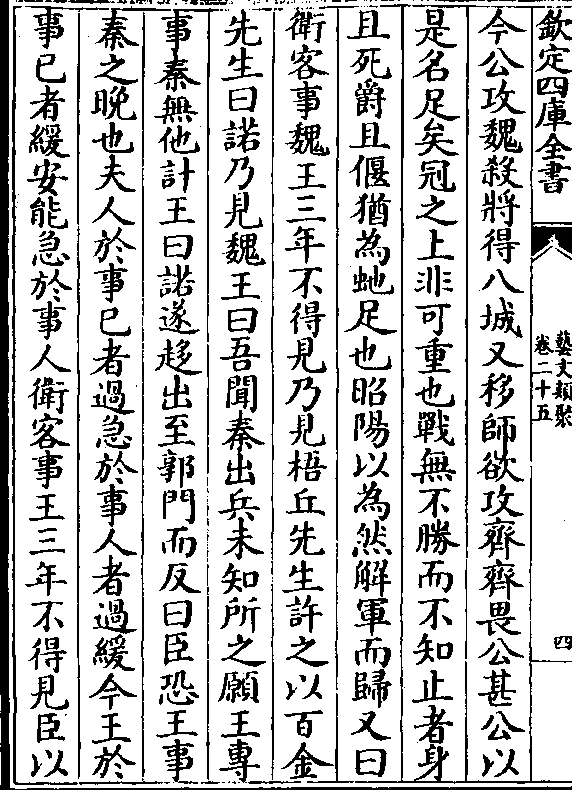 欽定四庫全書
藝文類聚
卷二十五
四
今公攻魏殺將得八城又移師欲攻齊齊畏公甚公以
是名足矣冠之上非可重也戰無不勝而不知止者身
且死爵且偃猶為虵足也昭陽以為然解軍而歸又曰
衛客事魏王三年不得見乃見梧丘先生許之以百金
先生曰諾乃見魏王曰吾聞秦出兵未知所之願王專
事秦無他計王曰諾遂趍出至郭門而反曰臣恐王事
秦之晚也夫人於事已者過急於事人者過緩今王於
事已者緩安能急於事人衛客事王三年不得見臣以